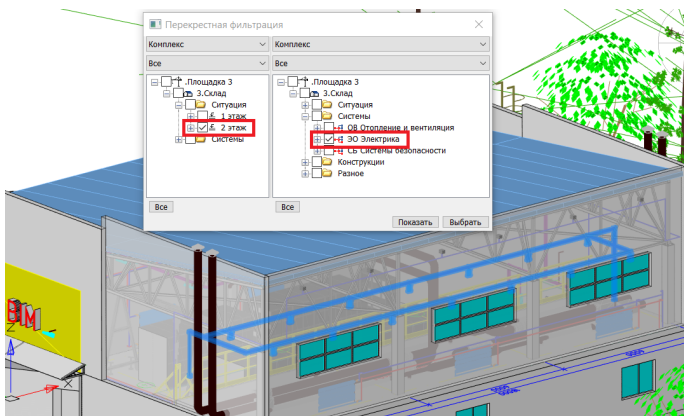 Перекрестная фильтрация
Комплекс Комплекс
Все Все
.Площадка 3
3.Склад
Ситуация
1 этаж
2 этаж
Системы
.Площадка 3
3.Склад
Ситуация
Системы
ОВ Отопление и вентиляция
ЭО Электрика
СБ Системы безопасности
Конструкции
Разное
Все Все
Показать Выбрать
BIM
Z
X